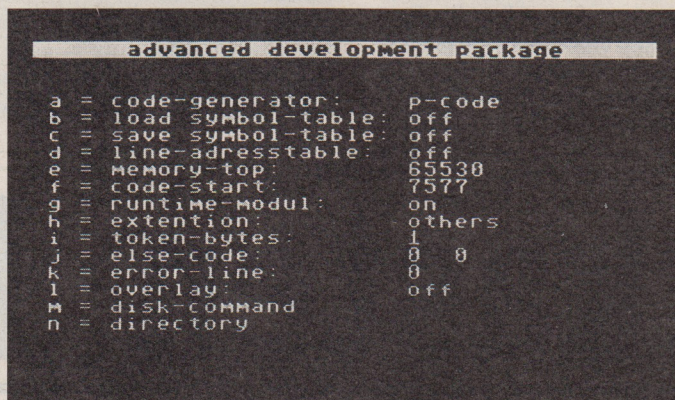 advanced development package
a = code-generator: p-code
b = load symbol-table: off
c = save symbol-table: off
d = line-adresstable: off
e = memory-top: 65530
f = code-start: 7577
g = runtime-modul: on
h = extention: others
i = token-bytes: 1
j = else-code: 0 0
k = error-line: 0
l = overlay: off
m = disk-command
n = directory